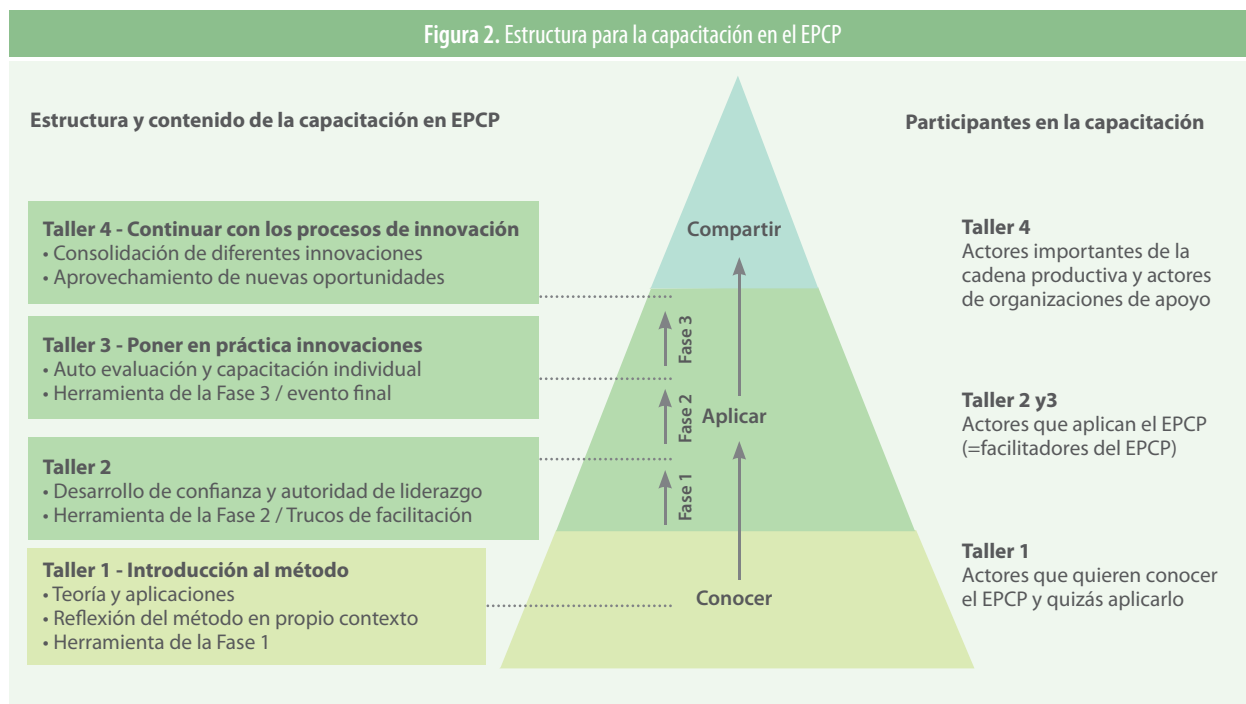 Figura 2. Estructura para la capacitación en el EPCP
Estructura y contenido de la capacitación en EPCP
Taller 4 - Continuar con los procesos de innovación
• Consolidación de diferentes innovaciones
• Aprovechamiento de nuevas oportunidades
Taller 3 - Poner en práctica innovaciones
• Auto evaluación y capacitación individual
• Herramienta de la Fase 3 / evento final
Taller 2
• Desarrollo de confianza y autoridad de liderazgo
• Herramienta de la Fase 2 / Trucos de facilitación
Taller 1 - Introducción al método
• Teoría y aplicaciones
• Reflexión del método en propio contexto
• Herramienta de la Fase 1
Compartir
Fase 3
Fase 2
Aplicar
Fase 1
Conocer
Participantes en la capacitación
Taller 4
Actores importantes de la
cadena productiva y actores
de organizaciones de apoyo
Taller 2 y3
Actores que aplican el EPCP
(=facilitadores del EPCP)
Taller 1
Actores que quieren conocer
el EPCP y quizás aplicarlo